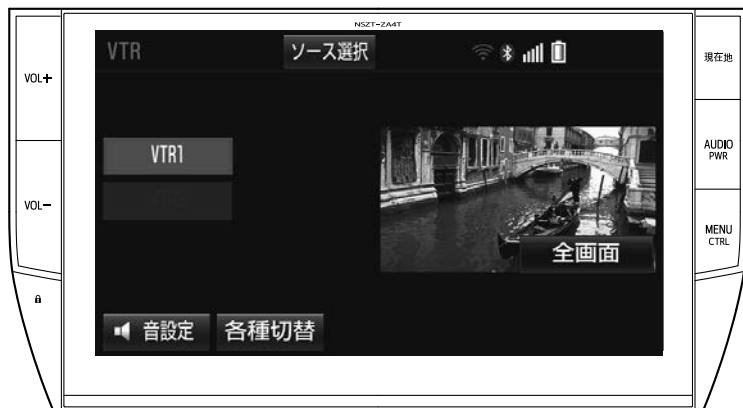 NSZT-ZA4T
VTR
ソース選択
VOL+
現在地
VTR1
AUDIO
PWR
VOL-
MENU
CTRL
全画面
音設定
各種切替